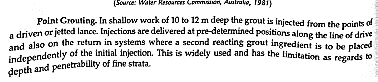 (Source: Water Resources Commission, Australia, 1981)
Point Grouting. In shallow work of 10 to 12 m deep the grout is injected from the points of
a driven or jetted lance. Injections are delivered at pre-determined positions along the line of drive
and also on the return in systems where a second reacting grout ingredient is to be placed
independently of the initial injection. This is widely used and has the limitation as regards to
depth and penetrability of fine strata.